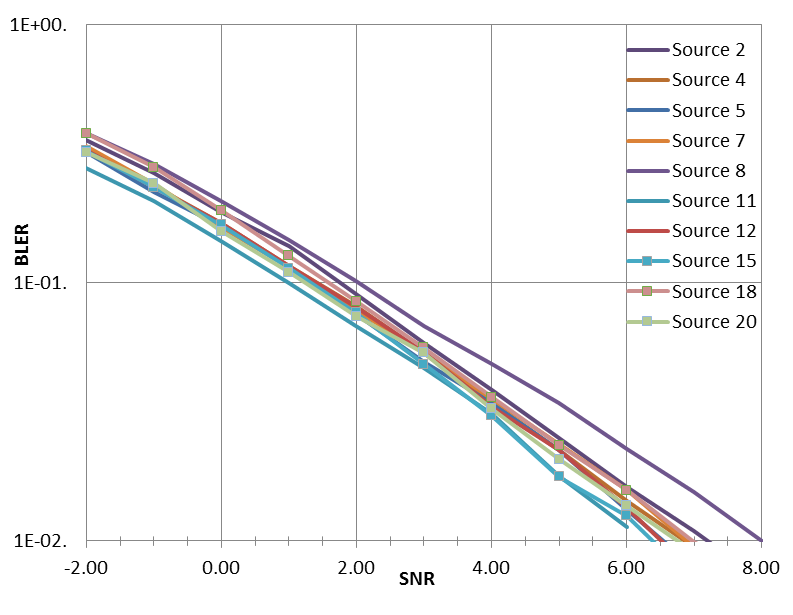 1E+00.
Source 2
Source 4
Source 5
Source 7
Source 8
Source 11
Source 12
Source 15
Source 18
Source 20
BLER
1E-01.
1E-02.
-2.00 0.00 2.00 4.00 6.00 8.00
SNR